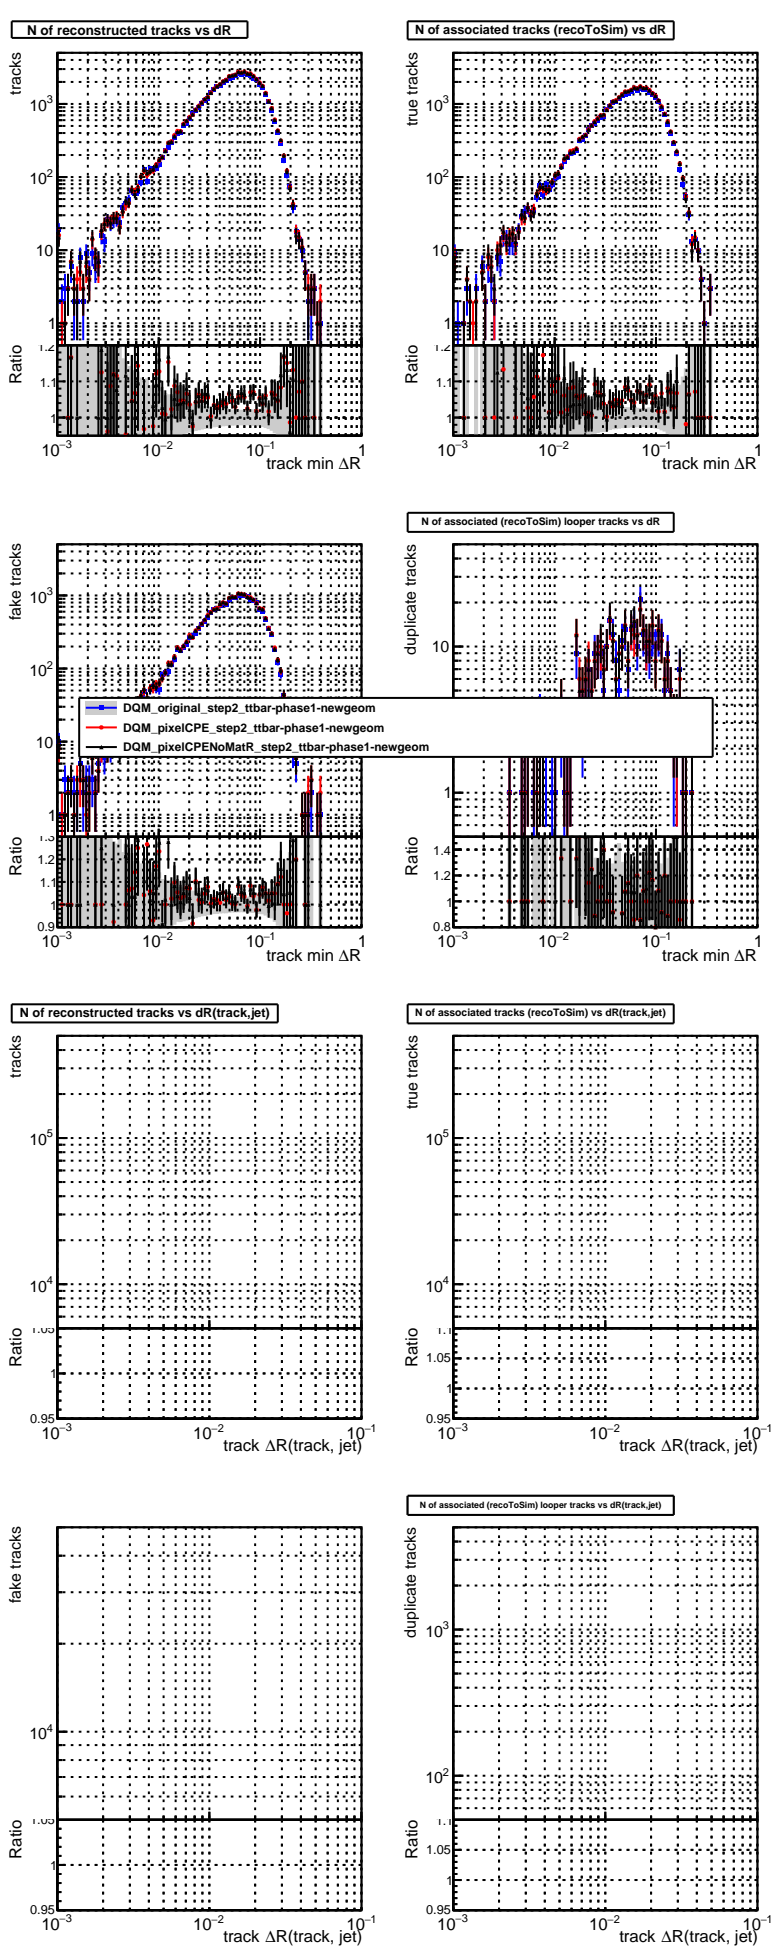 N of reconstructed tracks vs dR
N of associated tracks (recoToSim) vs dR
tracks
true tracks
10³
10²
10
1
10³
10²
10
1
Ratio
1.2
1.1
1
Ratio
1.2
1.1
1
10⁻³ 10⁻² 10⁻¹ 1
10⁻³ 10⁻² 10⁻¹ 1
track min ΔR
track min ΔR
N of associated (recoToSim) looper tracks vs dR
fake tracks
duplicate tracks
10³
10²
10
1
10
1
DQM_original_step2_ttbar-phase1-newgeom
DQM_pixelCPE_step2_ttbar-phase1-newgeom
DQM_pixelCPENoMatR_step2_ttbar-phase1-newgeom
Ratio
1.3
1.2
1.1
1
0.9
Ratio
1.4
1.2
1
0.8
10⁻³ 10⁻² 10⁻¹ 1
10⁻³ 10⁻² 10⁻¹ 1
track min ΔR
track min ΔR
N of reconstructed tracks vs dR(track,jet)
N of associated tracks (recoToSim) vs dR(track,jet)
tracks
true tracks
10⁵
10⁴
10⁵
10⁴
Ratio
1.05
1
0.95
Ratio
1.1
1.05
1
0.95
10⁻³ 10⁻² 10⁻¹
10⁻³ 10⁻² 10⁻¹
track ΔR(track, jet)
track ΔR(track, jet)
N of associated (recoToSim) looper tracks vs dR(track,jet)
fake tracks
duplicate tracks
10⁴
10³
10²
Ratio
1.05
1
0.95
Ratio
1.1
1.05
1
0.95
10⁻³ 10⁻² 10⁻¹
10⁻³ 10⁻² 10⁻¹
track ΔR(track, jet)
track ΔR(track, jet)